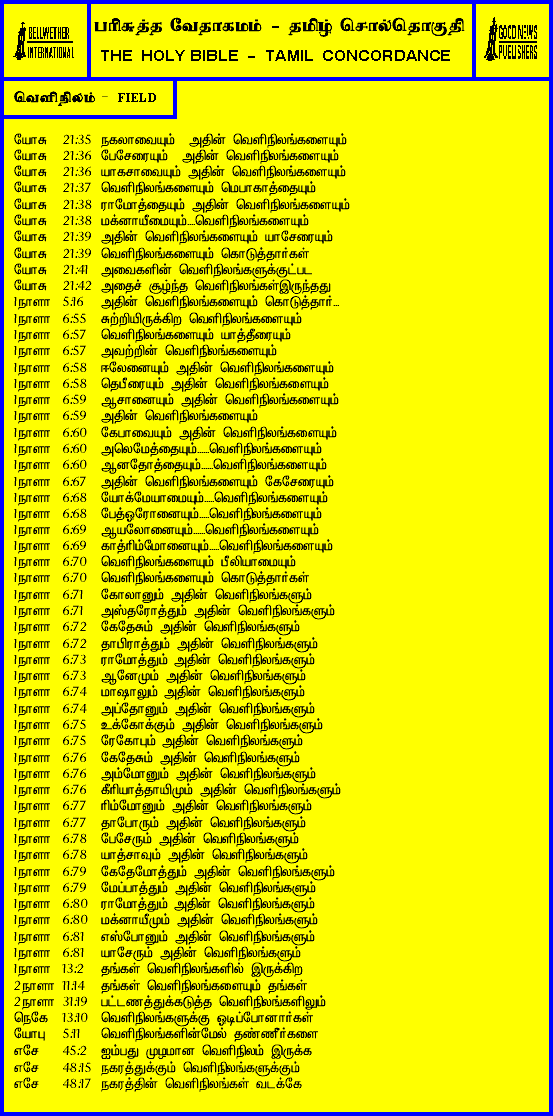 BELLWETHER
INTERNATIONAL
பரிசுத்த வேதாகமம் - தமிழ் சொல்தொகுதி
THE HOLY BIBLE - TAMIL CONCORDANCE
GOOD NEWS
PUBLISHERS
வெளிநிலம் - FIELD
யோசு 21:35 நகலாவையும் அதின் வெளிநிலங்களையும்
யோசு 21:36 பேசேரையும் அதின் வெளிநிலங்களையும்
யோசு 21:36 யாகசாவையும் அதின் வெளிநிலங்களையும்
யோசு 21:37 வெளிநிலங்களையும் மெபாகாத்தையும்
யோசு 21:38 ராமோத்தையும் அதின் வெளிநிலங்களையும்
யோசு 21:38 மக்னாயீமையும்...வெளிநிலங்களையும்
யோசு 21:39 அதின் வெளிநிலங்களையும் யாசேரையும்
யோசு 21:39 வெளிநிலங்களையும் கொடுத்தார்கள்
யோசு 21:41 அவைகளின் வெளிநிலங்களுக்குட்பட
யோசு 21:42 அதைச் சூழ்ந்த வெளிநிலங்கள்இருந்தது
1நாளா 5:16 அதின் வெளிநிலங்களையும் கொடுத்தார்...
1நாளா 6:55 சுற்றியிருக்கிற வெளிநிலங்களையும்
1நாளா 6:57 வெளிநிலங்களையும் யாத்தீரையும்
1நாளா 6:57 அவற்றின் வெளிநிலங்களையும்
1நாளா 6:58 ஈலேனையும் அதின் வெளிநிலங்களையும்
1நாளா 6:58 தெபீரையும் அதின் வெளிநிலங்களையும்
1நாளா 6:59 ஆசானையும் அதின் வெளிநிலங்களையும்
1நாளா 6:59 அதின் வெளிநிலங்களையும்
1நாளா 6:60 கேபாவையும் அதின் வெளிநிலங்களையும்
1நாளா 6:60 அலெமேத்தையும்.....வெளிநிலங்களையும்
1நாளா 6:60 ஆனதோத்தையும்.....வெளிநிலங்களையும்
1நாளா 6:67 அதின் வெளிநிலங்களையும் கேசேரையும்
1நாளா 6:68 யோக்மேயாமையும்....வெளிநிலங்களையும்
1நாளா 6:68 பேத்ஒரோனையும்....வெளிநிலங்களையும்
1நாளா 6:69 ஆயலோனையும்.....வெளிநிலங்களையும்
1நாளா 6:69 காத்ரிம்மோனையும்....வெளிநிலங்களையும்
1நாளா 6:70 வெளிநிலங்களையும் பீலியாமையும்
1நாளா 6:70 வெளிநிலங்களையும் கொடுத்தார்கள்
1நாளா 6:71 கோலானும் அதின் வெளிநிலங்களும்
1நாளா 6:71 அஸ்தரோத்தும் அதின் வெளிநிலங்களும்
1நாளா 6:72 கேதேசும் அதின் வெளிநிலங்களும்
1நாளா 6:72 தாபிராத்தும் அதின் வெளிநிலங்களும்
1நாளா 6:73 ராமோத்தும் அதின் வெளிநிலங்களும்
1நாளா 6:73 ஆனேமும் அதின் வெளிநிலங்களும்
1நாளா 6:74 மாஷாலும் அதின் வெளிநிலங்களும்
1நாளா 6:74 அப்தோனும் அதின் வெளிநிலங்களும்
1நாளா 6:75 உக்கோக்கும் அதின் வெளிநிலங்களும்
1நாளா 6:75 ரேகோபும் அதின் வெளிநிலங்களும்
1நாளா 6:76 கேதேசும் அதின் வெளிநிலங்களும்
1நாளா 6:76 அம்மோனும் அதின் வெளிநிலங்களும்
1நாளா 6:76 கீரியாத்தாயிமும் அதின் வெளிநிலங்களும்
1நாளா 6:77 ரிம்மோனும் அதின் வெளிநிலங்களும்
1நாளா 6:77 தாபோரும் அதின் வெளிநிலங்களும்
1நாளா 6:78 பேசேரும் அதின் வெளிநிலங்களும்
1நாளா 6:78 யாத்சாவும் அதின் வெளிநிலங்களும்
1நாளா 6:79 கேதேமோத்தும் அதின் வெளிநிலங்களும்
1நாளா 6:79 மேப்பாத்தும் அதின் வெளிநிலங்களும்
1நாளா 6:80 ராமோத்தும் அதின் வெளிநிலங்களும்
1நாளா 6:80 மக்னாயீமும் அதின் வெளிநிலங்களும்
1நாளா 6:81 எஸ்போனும் அதின் வெளிநிலங்களும்
1நாளா 6:81 யாசேரும் அதின் வெளிநிலங்களும்
1நாளா 13:2 தங்கள் வெளிநிலங்களில் இருக்கிற
2நாளா 11:14 தங்கள் வெளிநிலங்களையும் தங்கள்
2நாளா 31:19 பட்டணத்துக்கடுத்த வெளிநிலங்களிலும்
நெகே 13:10 வெளிநிலங்களுக்கு ஓடிப்போனார்கள்
யோபு 5:11 வெளிநிலங்களின்மேல் தண்ணீர்களை
எசே 45:2 ஐம்பது முழமான வெளிநிலம் இருக்க
எசே 48:15 நகரத்துக்கும் வெளிநிலங்களுக்கும்
எசே 48:17 நகரத்தின் வெளிநிலங்கள் வடக்கே